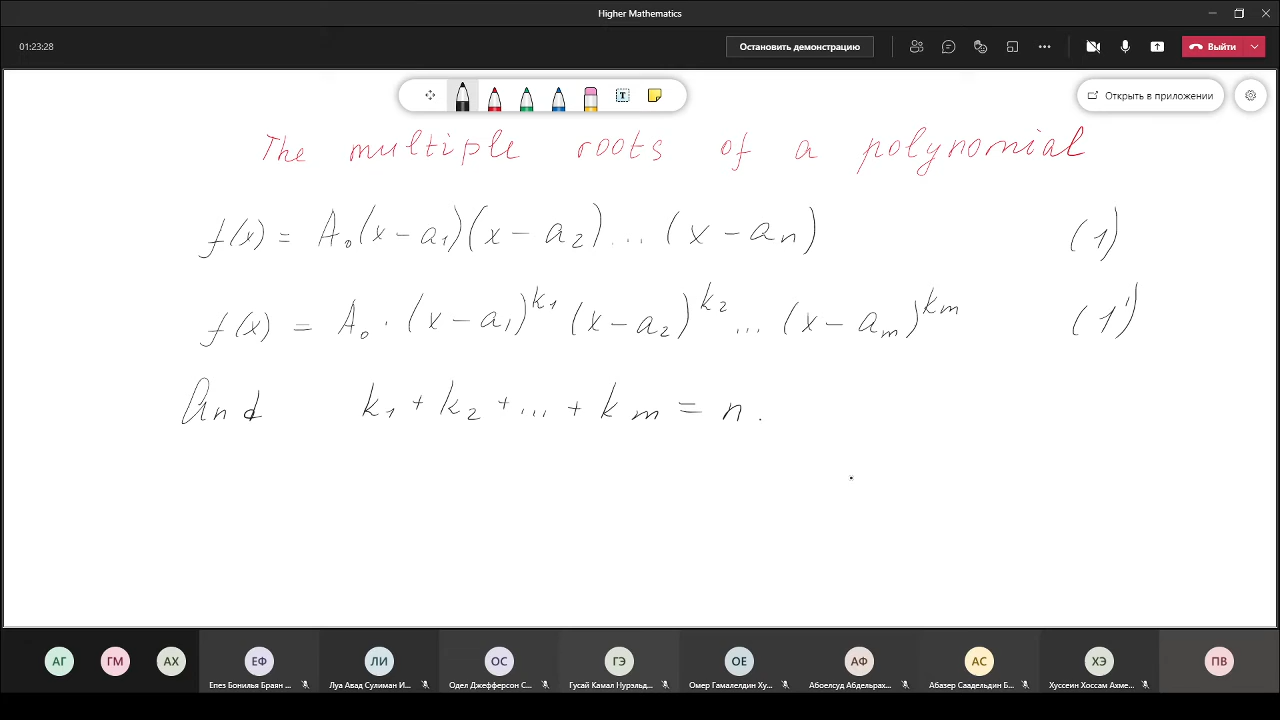 Higher Mathematics
01:23:28
Остановить демонстрацию
Выйти
Открыть в приложении
The multiple roots of a polynomial
f(x) = A₀(x-a₁)(x-a₂)...(x-aₙ) (1)
f(x) = A₀·(x-a₁)^k₁ (x-a₂)^k₂ ... (x-aₘ)^kₘ (1')
And k₁+k₂+...+kₘ=n.
АГ
ГМ
АХ
ЕФ
ЛИ
ОС
ГЭ
ОЕ
АФ
АС
ХЭ
ПВ
Епес Бонилья Браян ...
Луа Авад Сулиман И...
Одел Джефферсон С...
Гусай Камал Нурэльд...
Омер Гамалелдин Ху...
Абоелсуд Абдельрах...
Абазер Саадельдин Б...
Хуссеин Хоссам Ахме...